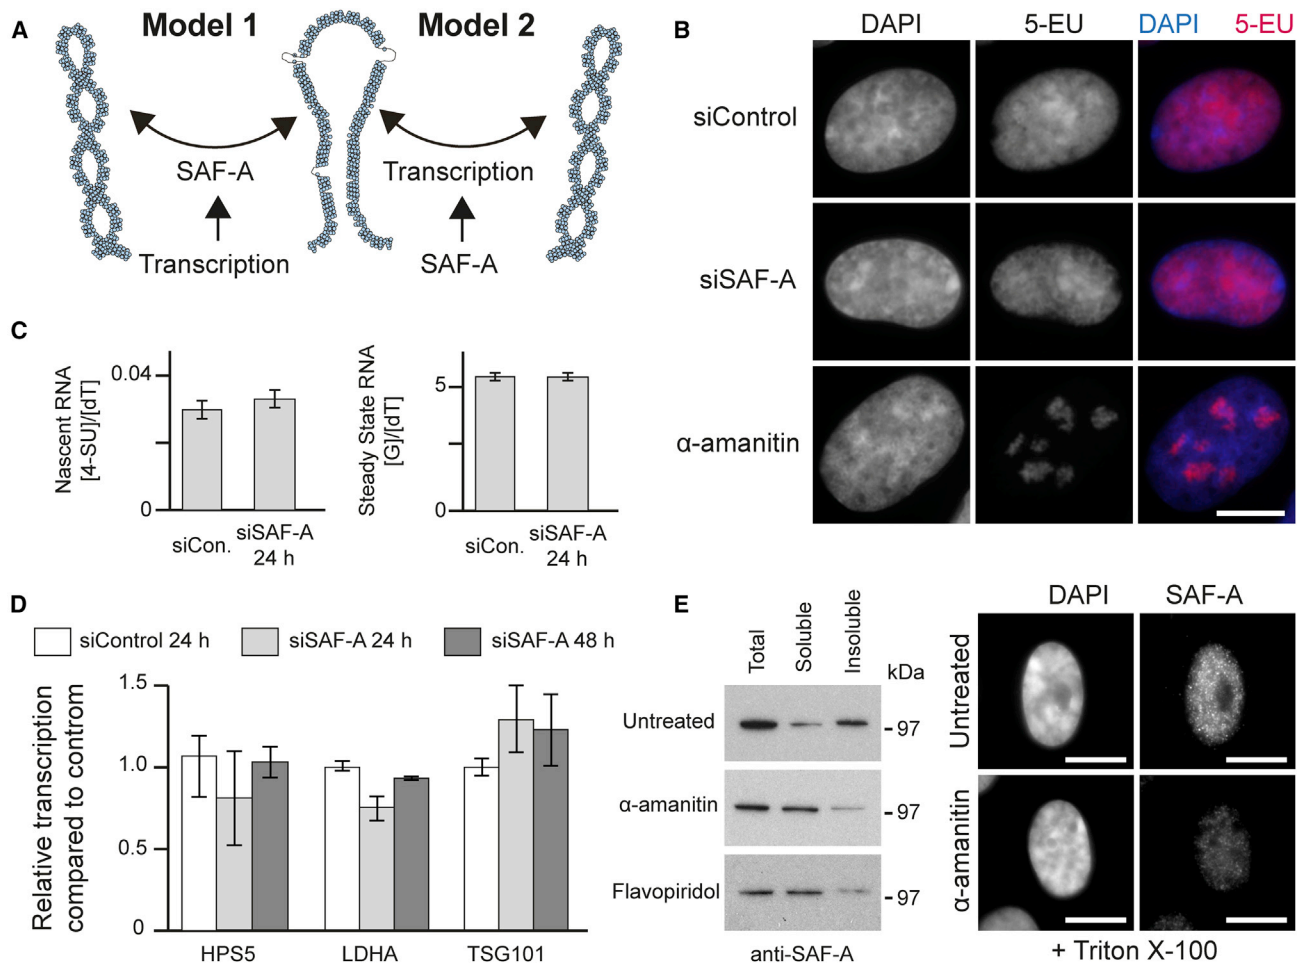 A
Model 1
Model 2
SAF-A
Transcription
Transcription
SAF-A
B
DAPI
5-EU
DAPI 5-EU
siControl
siSAF-A
α-amanitin
C
Nascent RNA
[4-SU]/[dT]
0.04
0
siCon.
siSAF-A
24 h
Steady State RNA
[G]/[dT]
5
0
siCon.
siSAF-A
24 h
D
siControl 24 h
siSAF-A 24 h
siSAF-A 48 h
Relative transcription
compared to controm
1.5
1.0
0.5
0
HPS5
LDHA
TSG101
E
Total
Soluble
Insoluble
kDa
Untreated
- 97
α-amanitin
- 97
Flavopiridol
- 97
anti-SAF-A
DAPI
SAF-A
Untreated
α-amanitin
+ Triton X-100